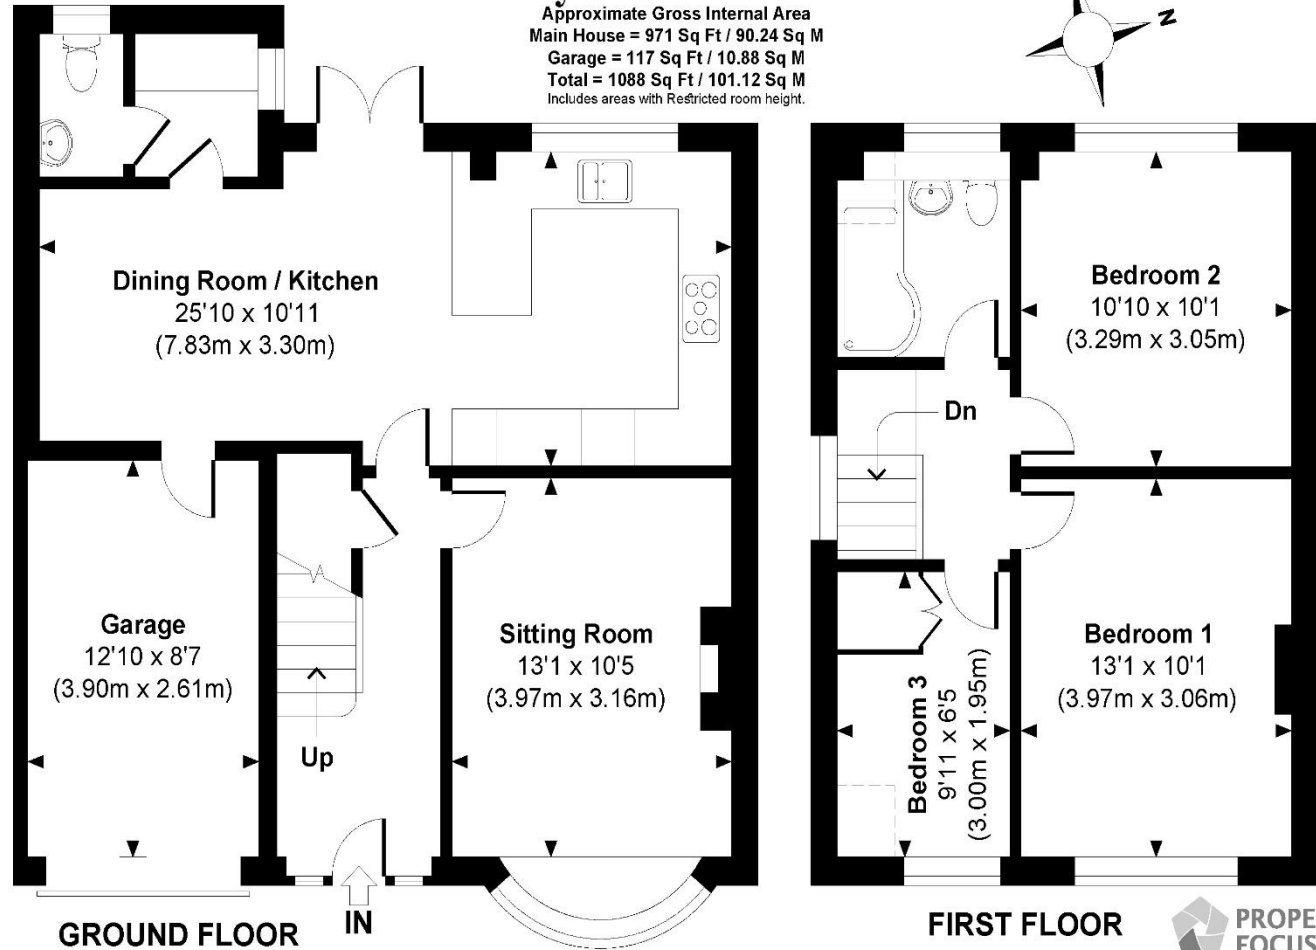 Approximate Gross Internal Area
Main House = 971 Sq Ft / 90.24 Sq M
Garage = 117 Sq Ft / 10.88 Sq M
Total = 1088 Sq Ft / 101.12 Sq M
Includes areas with Restricted room height.
N
Dining Room / Kitchen
25'10 x 10'11
(7.83m x 3.30m)
Garage
12'10 x 8'7
(3.90m x 2.61m)
Up
Sitting Room
13'1 x 10'5
(3.97m x 3.16m)
IN
GROUND FLOOR
Bedroom 2
10'10 x 10'1
(3.29m x 3.05m)
Dn
Bedroom 1
13'1 x 10'1
(3.97m x 3.06m)
Bedroom 3
9'11 x 6'5
(3.00m x 1.95m)
FIRST FLOOR
PROPE
FOCUS